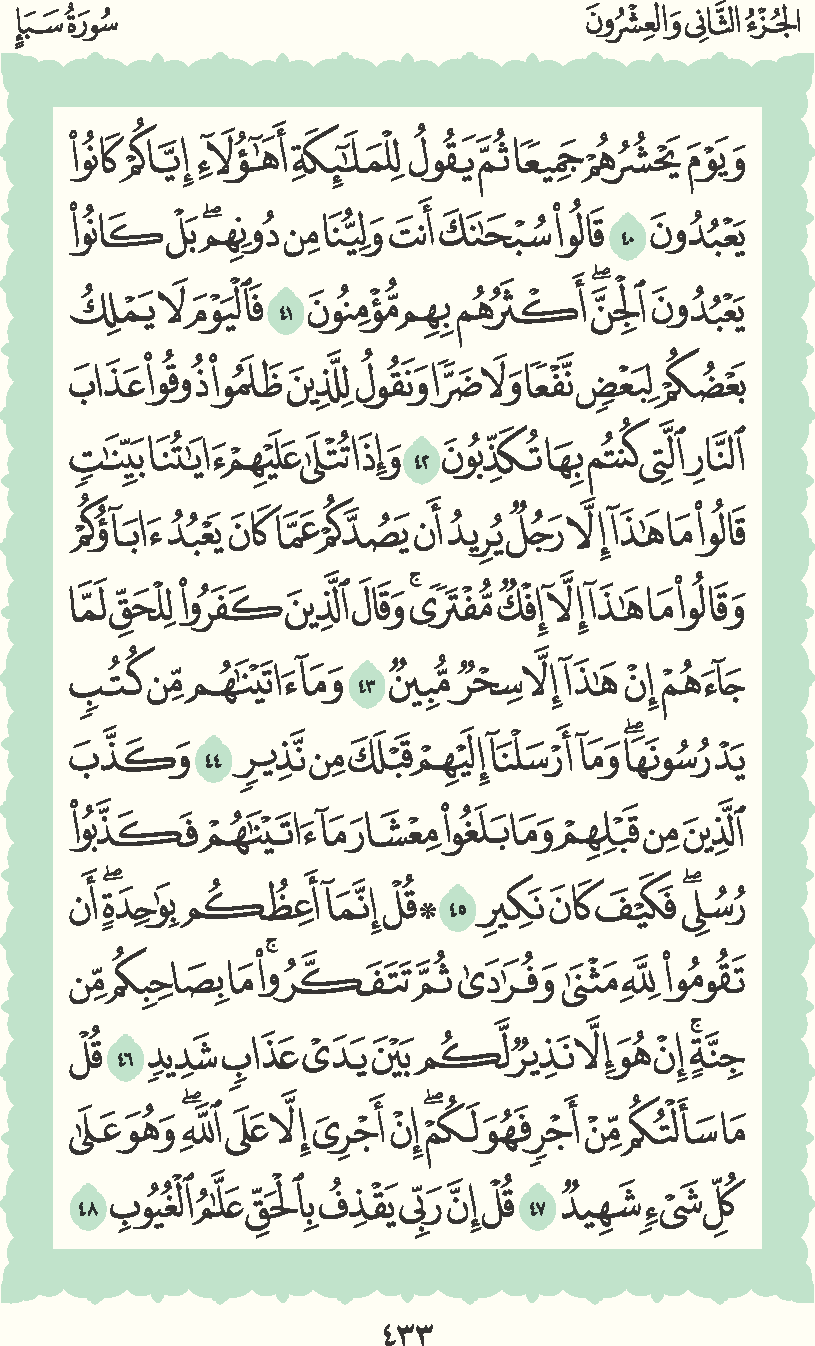 الجُزْءُ الثَّانِي وَالعِشْرُونَ
سُورَةُ سَبَإٍ
وَيَوْمَ يَحْشُرُهُمْ جَمِيعًا ثُمَّ يَقُولُ لِلْمَلَـٰٓئِكَةِ أَهَـٰٓؤُلَآءِ إِيَّاكُمْ كَانُوا۟
يَعْبُدُونَ ٤٠ قَالُوا۟ سُبْحَـٰنَكَ أَنتَ وَلِيُّنَا مِن دُونِهِمۖ بَلْ كَانُوا۟
يَعْبُدُونَ ٱلْجِنَّۖ أَكْثَرُهُم بِهِم مُّؤْمِنُونَ ٤١ فَٱلْيَوْمَ لَا يَمْلِكُ
بَعْضُكُمْ لِبَعْضٍ نَّفْعًا وَلَا ضَرًّا وَنَقُولُ لِلَّذِينَ ظَلَمُوا۟ ذُوقُوا۟ عَذَابَ
ٱلنَّارِ ٱلَّتِى كُنتُم بِهَا تُكَذِّبُونَ ٤٢ وَإِذَا تُتْلَىٰ عَلَيْهِمْ ءَايَـٰتُنَا بَيِّنَـٰتٍ
قَالُوا۟ مَا هَـٰذَآ إِلَّا رَجُلٌ يُرِيدُ أَن يَصُدَّكُمْ عَمَّا كَانَ يَعْبُدُ ءَابَآؤُكُمْ
وَقَالُوا۟ مَا هَـٰذَآ إِلَّآ إِفْكٌ مُّفْتَرًىۚ وَقَالَ ٱلَّذِينَ كَفَرُوا۟ لِلْحَقِّ لَمَّا
جَآءَهُمْ إِنْ هَـٰذَآ إِلَّا سِحْرٌ مُّبِينٌ ٤٣ وَمَآ ءَاتَيْنَـٰهُم مِّن كُتُبٍ
يَدْرُسُونَهَاۖ وَمَآ أَرْسَلْنَآ إِلَيْهِمْ قَبْلَكَ مِن نَّذِيرٍ ٤٤ وَكَذَّبَ
ٱلَّذِينَ مِن قَبْلِهِمْ وَمَا بَلَغُوا۟ مِعْشَارَ مَآ ءَاتَيْنَـٰهُمْ فَكَذَّبُوا۟
رُسُلِىۖ فَكَيْفَ كَانَ نَكِيرِ ٤٥ * قُلْ إِنَّمَآ أَعِظُكُم بِوَٰحِدَةٍۖ أَن
تَقُومُوا۟ لِلَّهِ مَثْنَىٰ وَفُرَٰدَىٰ ثُمَّ تَتَفَكَّرُوا۟ۚ مَا بِصَاحِبِكُم مِّن
جِنَّةٍۚ إِنْ هُوَ إِلَّا نَذِيرٌ لَّكُم بَيْنَ يَدَىْ عَذَابٍ شَدِيدٍ ٤٦ قُلْ
مَا سَأَلْتُكُم مِّنْ أَجْرٍ فَهُوَ لَكُمْۖ إِنْ أَجْرِىَ إِلَّا عَلَى ٱللَّهِۖ وَهُوَ عَلَىٰ
كُلِّ شَىْءٍ شَهِيدٌ ٤٧ قُلْ إِنَّ رَبِّى يَقْذِفُ بِٱلْحَقِّ عَلَّـٰمُ ٱلْغُيُوبِ ٤٨
٤٣٣